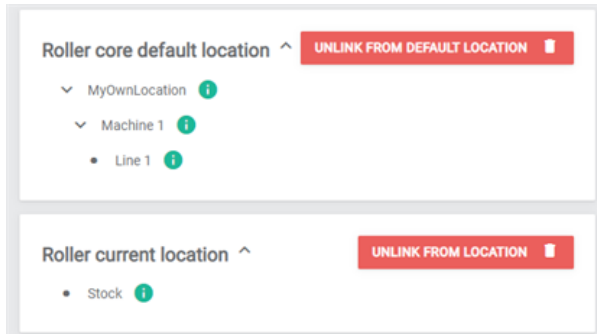 Roller core default location
UNLINK FROM DEFAULT LOCATION
MyOwnLocation
Machine 1
Line 1
Roller current location
UNLINK FROM LOCATION
Stock